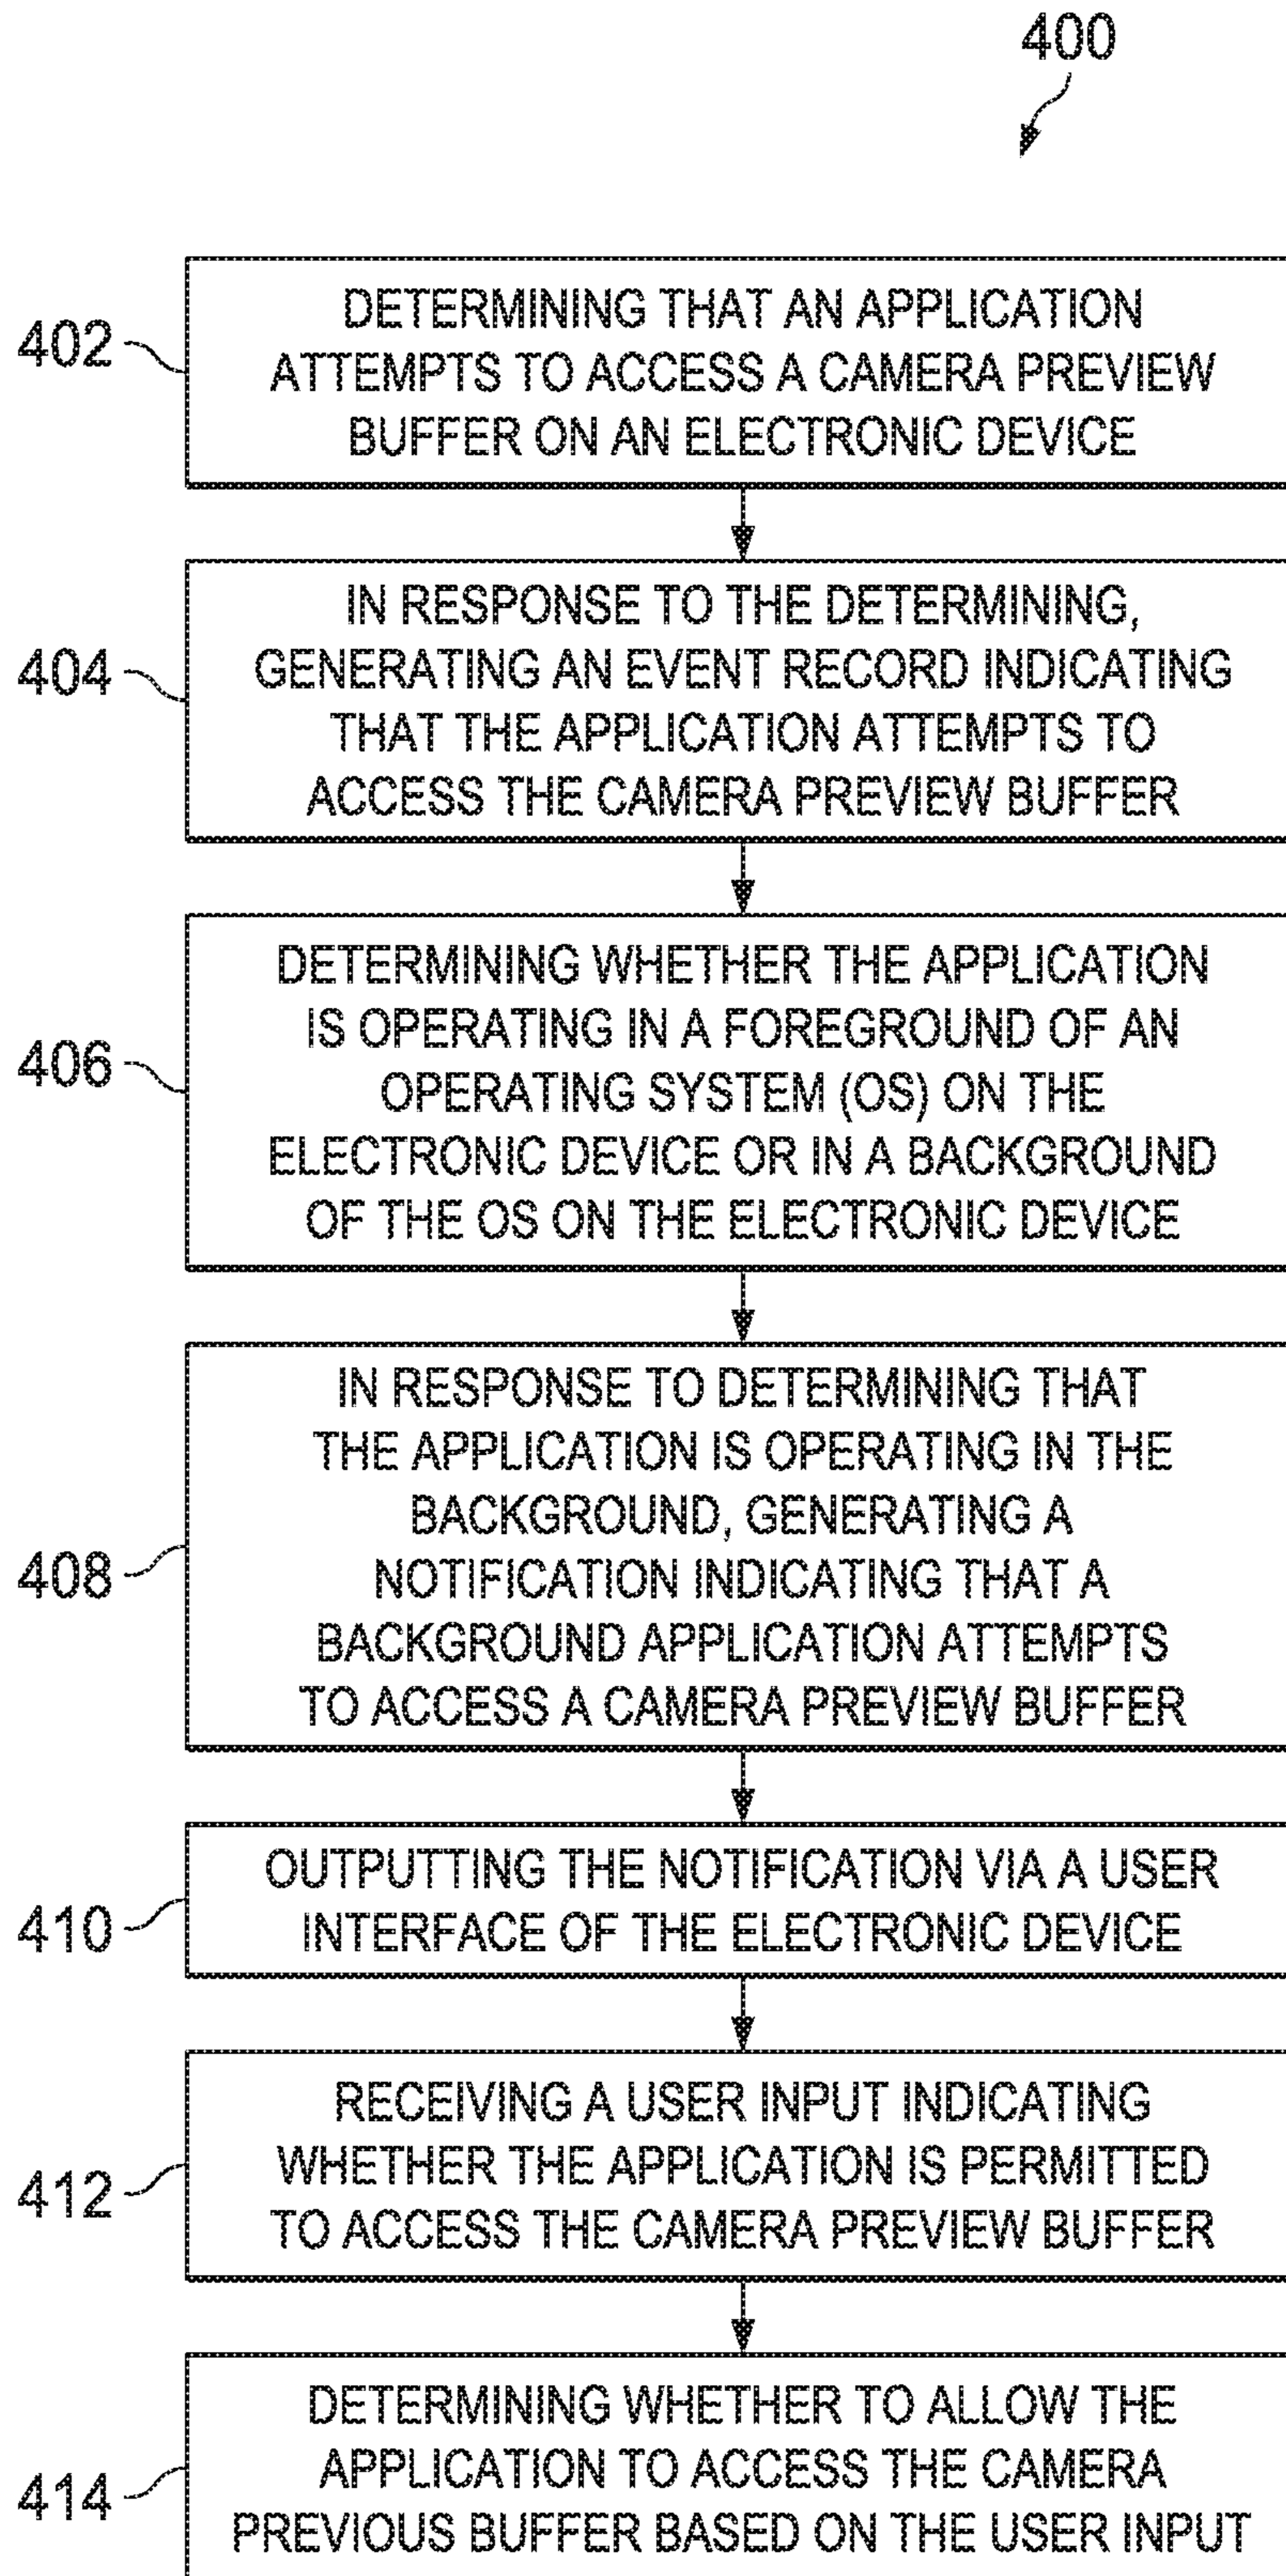 400
402
DETERMINING THAT AN APPLICATION
ATTEMPTS TO ACCESS A CAMERA PREVIEW
BUFFER ON AN ELECTRONIC DEVICE
404
IN RESPONSE TO THE DETERMINING,
GENERATING AN EVENT RECORD INDICATING
THAT THE APPLICATION ATTEMPTS TO
ACCESS THE CAMERA PREVIEW BUFFER
406
DETERMINING WHETHER THE APPLICATION
IS OPERATING IN A FOREGROUND OF AN
OPERATING SYSTEM (OS) ON THE
ELECTRONIC DEVICE OR IN A BACKGROUND
OF THE OS ON THE ELECTRONIC DEVICE
408
IN RESPONSE TO DETERMINING THAT
THE APPLICATION IS OPERATING IN THE
BACKGROUND, GENERATING A
NOTIFICATION INDICATING THAT A
BACKGROUND APPLICATION ATTEMPTS
TO ACCESS A CAMERA PREVIEW BUFFER
410
OUTPUTTING THE NOTIFICATION VIA A USER
INTERFACE OF THE ELECTRONIC DEVICE
412
RECEIVING A USER INPUT INDICATING
WHETHER THE APPLICATION IS PERMITTED
TO ACCESS THE CAMERA PREVIEW BUFFER
414
DETERMINING WHETHER TO ALLOW THE
APPLICATION TO ACCESS THE CAMERA
PREVIOUS BUFFER BASED ON THE USER INPUT